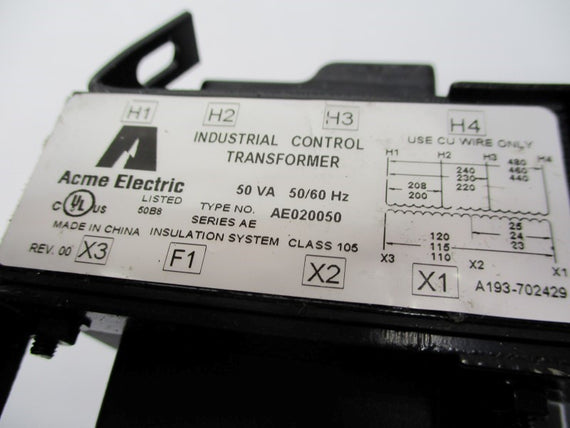 H1 H2 H3 H4
INDUSTRIAL CONTROL
TRANSFORMER
Acme Electric
50 VA 50/60 Hz
C UL US
LISTED
50B8
TYPE NO. AE020050
SERIES AE
MADE IN CHINA INSULATION SYSTEM CLASS 105
REV. 00 X3 F1 X2 X1
USE CU WIRE ONLY
H1 H2 H3 H4
480
460
440
240
230
220
208
200
25
24
23
120
115
110
X3 X2 X1
A193-702429